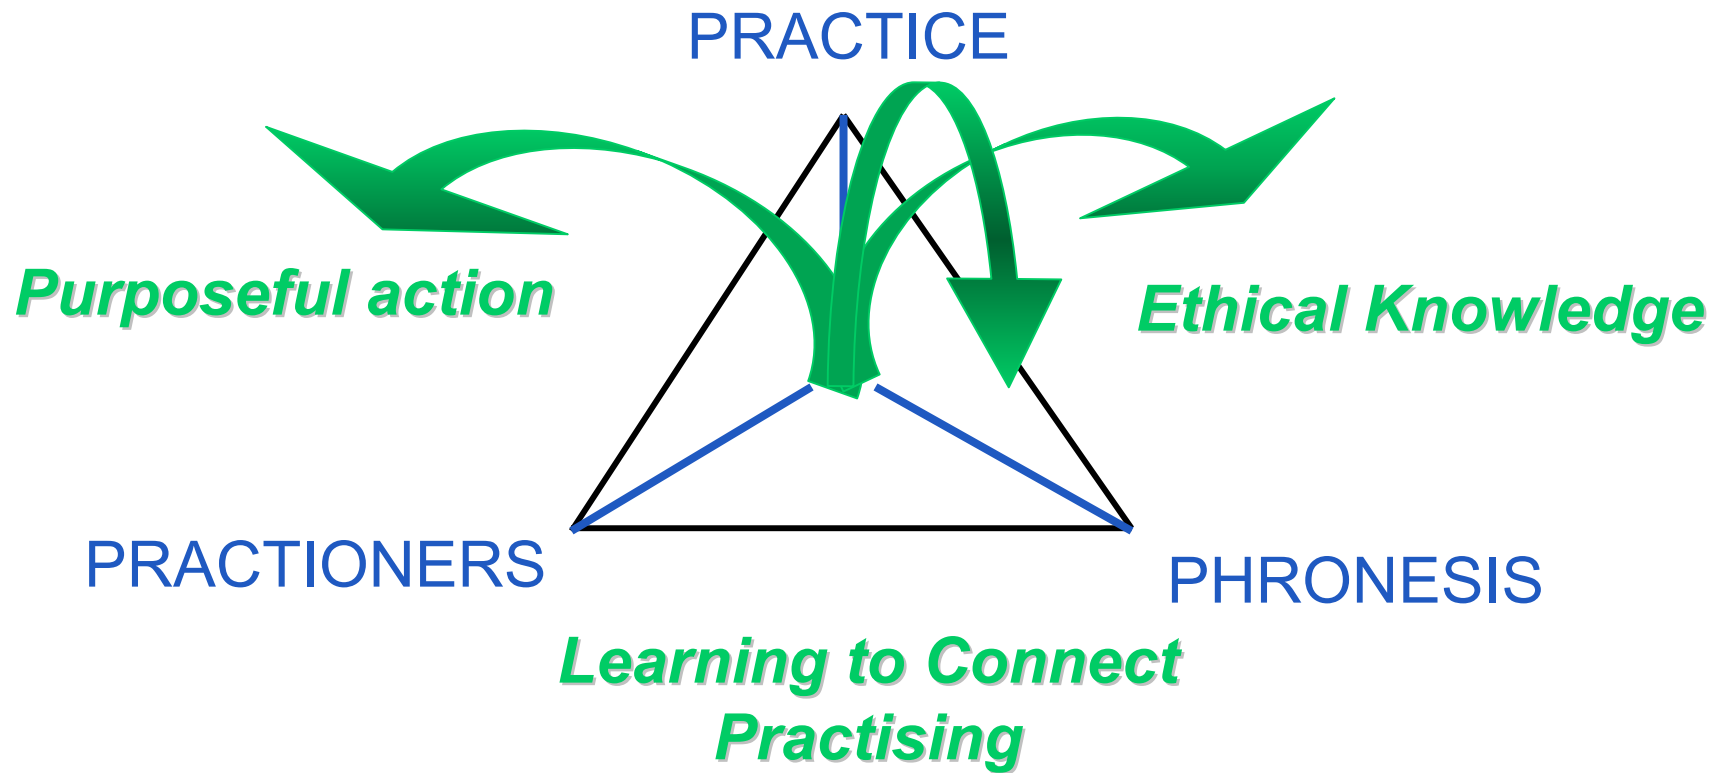 PRACTICE
Purposeful action
Ethical Knowledge
PRACTIONERS
PHRONESIS
Learning to Connect
Practising